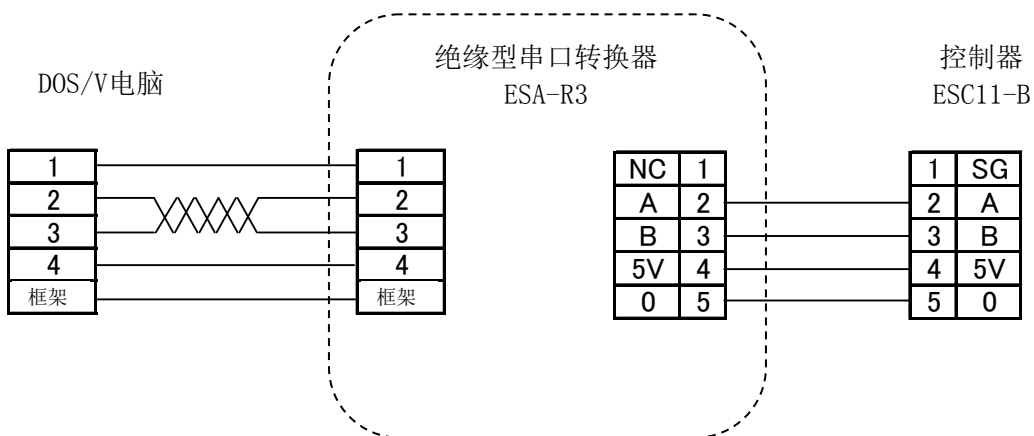 绝缘型串口转换器
ESA-R3
控制器
ESC11-B
DOS/V电脑
1
2
3
4
框架
1
2
3
4
框架
NC 1
A 2
B 3
5V 4
0 5
1 SG
2 A
3 B
4 5V
5 0